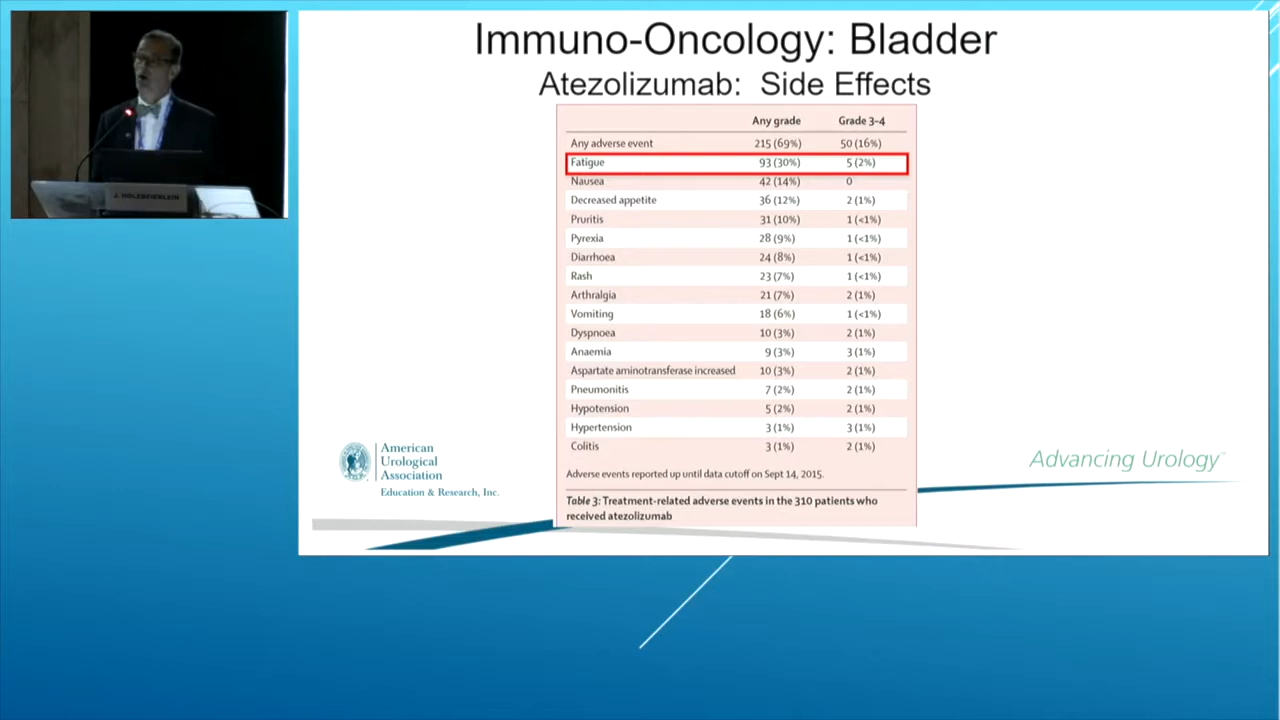 J. HOLZBEIERLEIN
Immuno-Oncology: Bladder
Atezolizumab: Side Effects
Any grade Grade 3-4
Any adverse event 215 (69%) 50 (16%)
Fatigue 93 (30%) 5 (2%)
Nausea 42 (14%) 0
Decreased appetite 36 (12%) 2 (1%)
Pruritis 31 (10%) 1 (<1%)
Pyrexia 28 (9%) 1 (<1%)
Diarrhoea 24 (8%) 1 (<1%)
Rash 23 (7%) 1 (<1%)
Arthralgia 21 (7%) 2 (1%)
Vomiting 18 (6%) 1 (<1%)
Dyspnoea 10 (3%) 2 (1%)
Anaemia 9 (3%) 3 (1%)
Aspartate aminotransferase increased 10 (3%) 2 (1%)
Pneumonitis 7 (2%) 2 (1%)
Hypotension 5 (2%) 2 (1%)
Hypertension 3 (1%) 3 (1%)
Colitis 3 (1%) 2 (1%)
Adverse events reported up until data cutoff on Sept 14, 2015.
Table 3: Treatment-related adverse events in the 310 patients who
received atezolizumab
American
Urological
Association
Education & Research, Inc.
Advancing Urology™